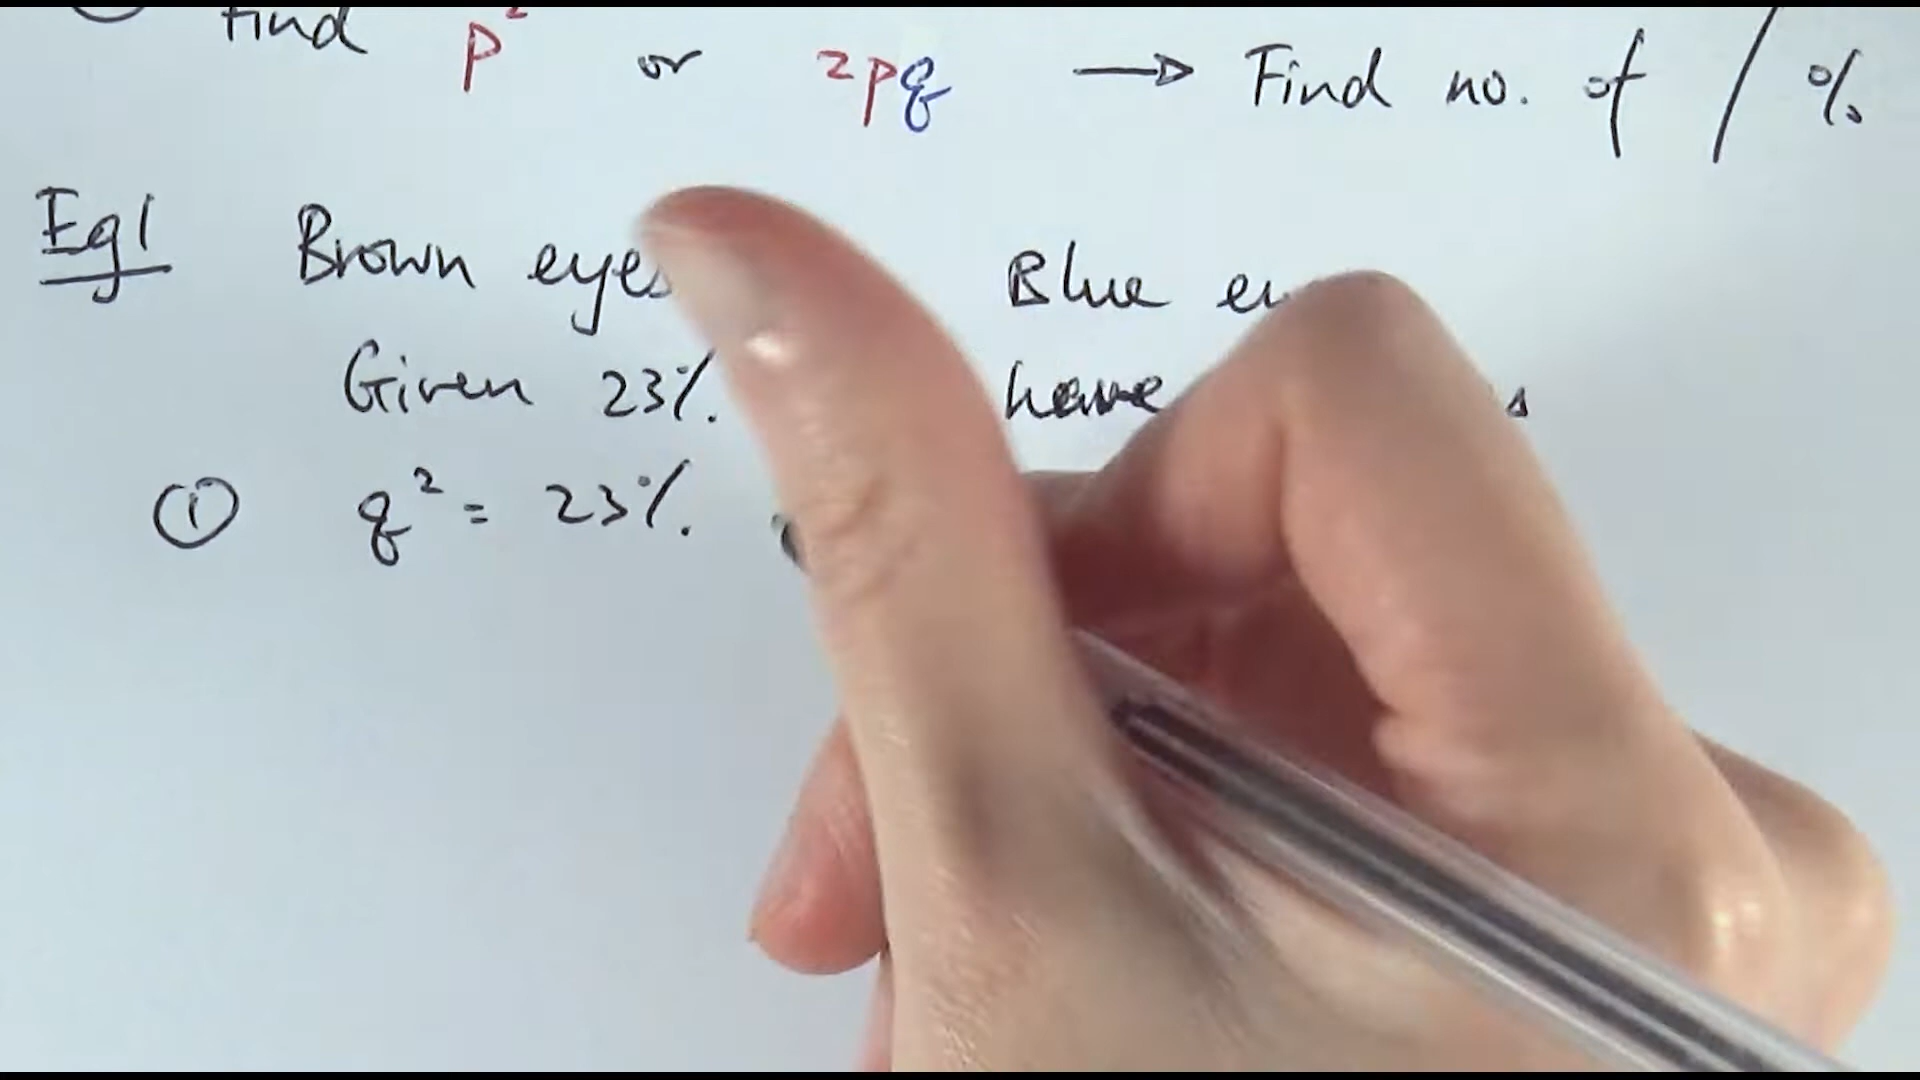 Find p² or 2pq → Find no. of / %
Eg1 Brown eyes Blue
Given 23% have
① q² = 23%